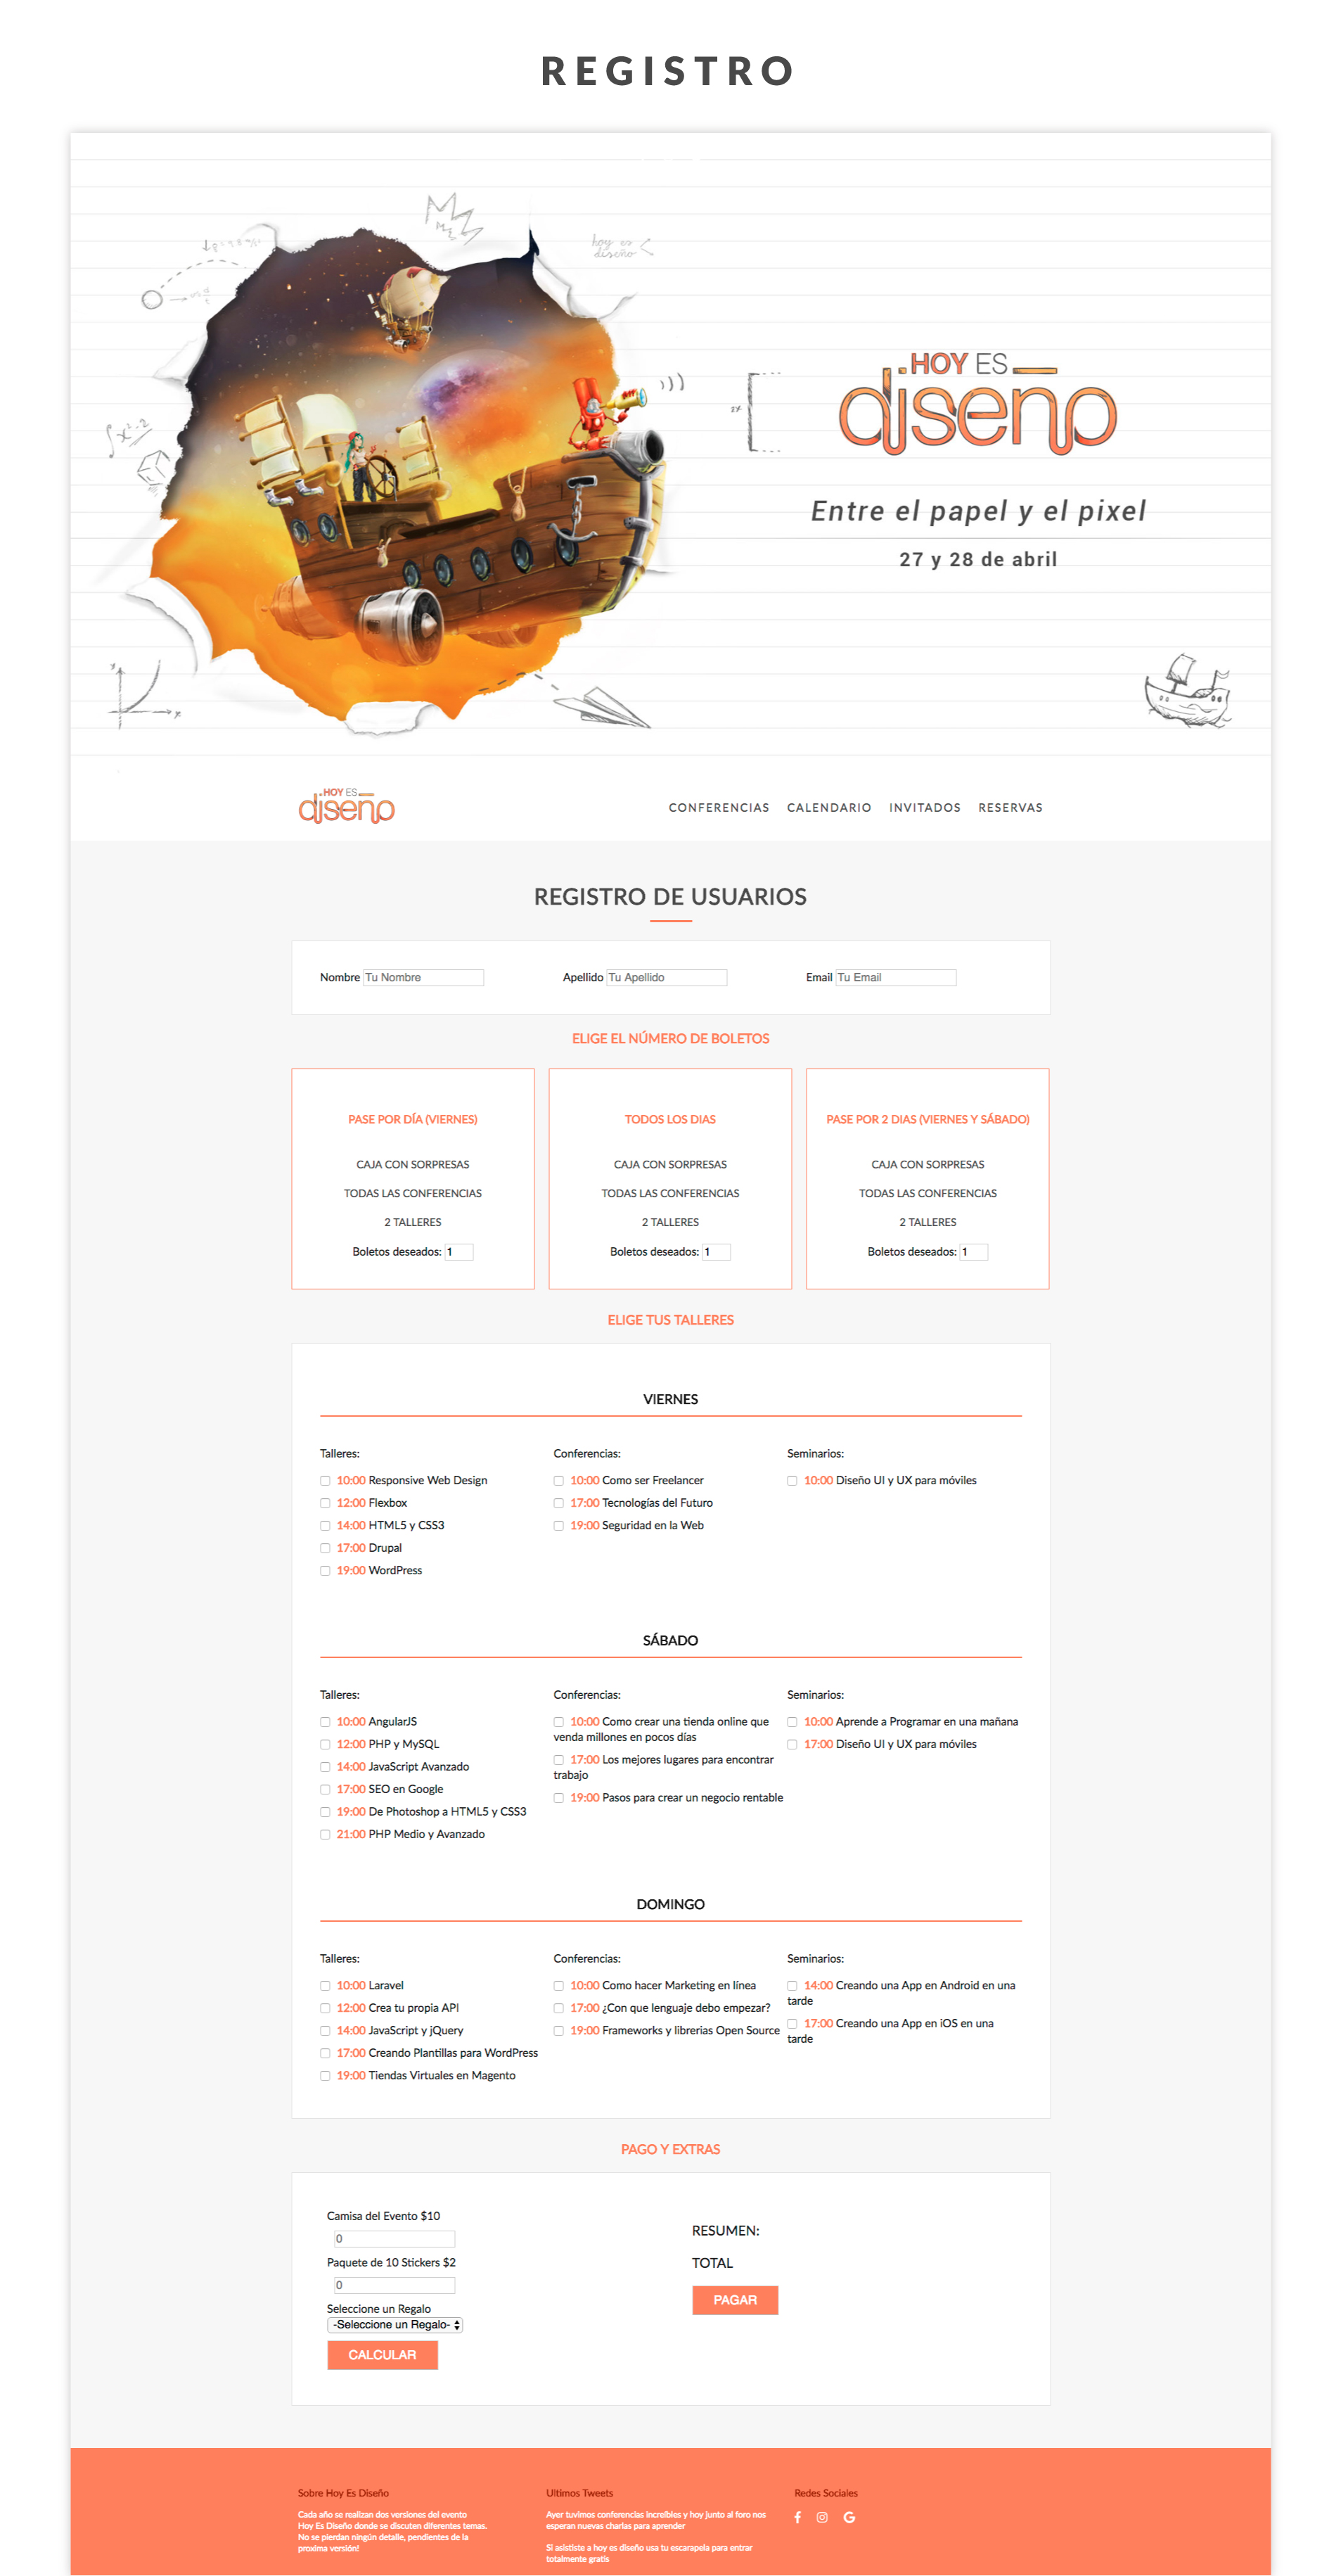 REGISTRO
hoy es
diseño
HOY ES
diseño
Entre el papel y el pixel
27 y 28 de abril
HOY ES
diseño
CONFERENCIAS CALENDARIO INVITADOS RESERVAS
REGISTRO DE USUARIOS
Nombre Tu Nombre Apellido Tu Apellido Email Tu Email
ELIGE EL NÚMERO DE BOLETOS
PASE POR DÍA (VIERNES)
CAJA CON SORPRESAS
TODAS LAS CONFERENCIAS
2 TALLERES
Boletos deseados: 1
TODOS LOS DIAS
CAJA CON SORPRESAS
TODAS LAS CONFERENCIAS
2 TALLERES
Boletos deseados: 1
PASE POR 2 DIAS (VIERNES Y SÁBADO)
CAJA CON SORPRESAS
TODAS LAS CONFERENCIAS
2 TALLERES
Boletos deseados: 1
ELIGE TUS TALLERES
VIERNES
Talleres:
10:00 Responsive Web Design
12:00 Flexbox
14:00 HTML5 y CSS3
17:00 Drupal
19:00 WordPress
Conferencias:
10:00 Como ser Freelancer
17:00 Tecnologías del Futuro
19:00 Seguridad en la Web
Seminarios:
10:00 Diseño UI y UX para móviles
SÁBADO
Talleres:
10:00 AngularJS
12:00 PHP y MySQL
14:00 JavaScript Avanzado
17:00 SEO en Google
19:00 De Photoshop a HTML5 y CSS3
21:00 PHP Medio y Avanzado
Conferencias:
10:00 Como crear una tienda online que
venda millones en pocos días
17:00 Los mejores lugares para encontrar
trabajo
19:00 Pasos para crear un negocio rentable
Seminarios:
10:00 Aprende a Programar en una mañana
17:00 Diseño UI y UX para móviles
DOMINGO
Talleres:
10:00 Laravel
12:00 Crea tu propia API
14:00 JavaScript y jQuery
17:00 Creando Plantillas para WordPress
19:00 Tiendas Virtuales en Magento
Conferencias:
10:00 Como hacer Marketing en línea
17:00 ¿Con que lenguaje debo empezar?
19:00 Frameworks y librerias Open Source
Seminarios:
14:00 Creando una App en Android en una
tarde
17:00 Creando una App en iOS en una
tarde
PAGO Y EXTRAS
Camisa del Evento $10
0
Paquete de 10 Stickers $2
0
Seleccione un Regalo
-Seleccione un Regalo-
CALCULAR
RESUMEN:
TOTAL
PAGAR
Sobre Hoy Es Diseño
Cada año se realizan dos versiones del evento
Hoy Es Diseño donde se discuten diferentes temas.
No se pierdan ningún detalle, pendientes de la
proxima versión!
Ultimos Tweets
Ayer tuvimos conferencias increíbles y hoy junto al foro nos
esperan nuevas charlas para aprender
Si asististe a hoy es diseño usa tu escarapela para entrar
totalmente gratis
Redes Sociales